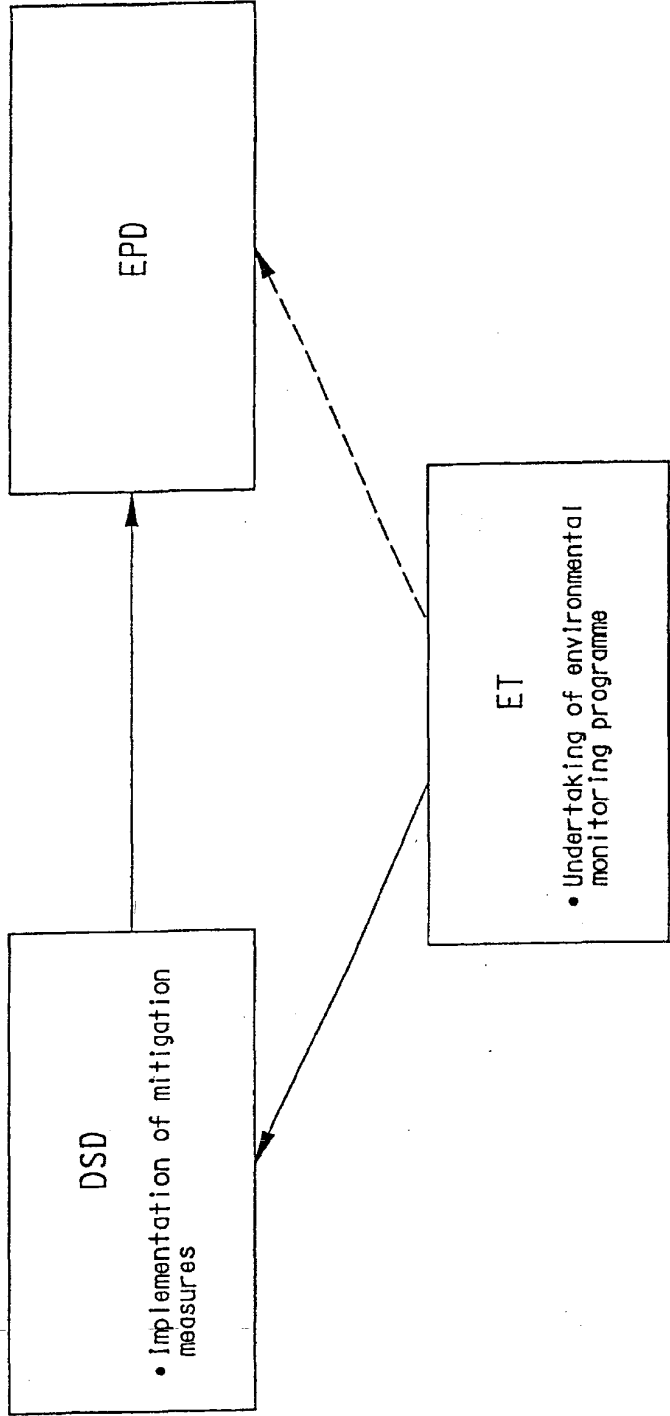 DSD
• Implementation of mitigation
measures
EPD
ET
• Undertaking of environmental
monitoring programme